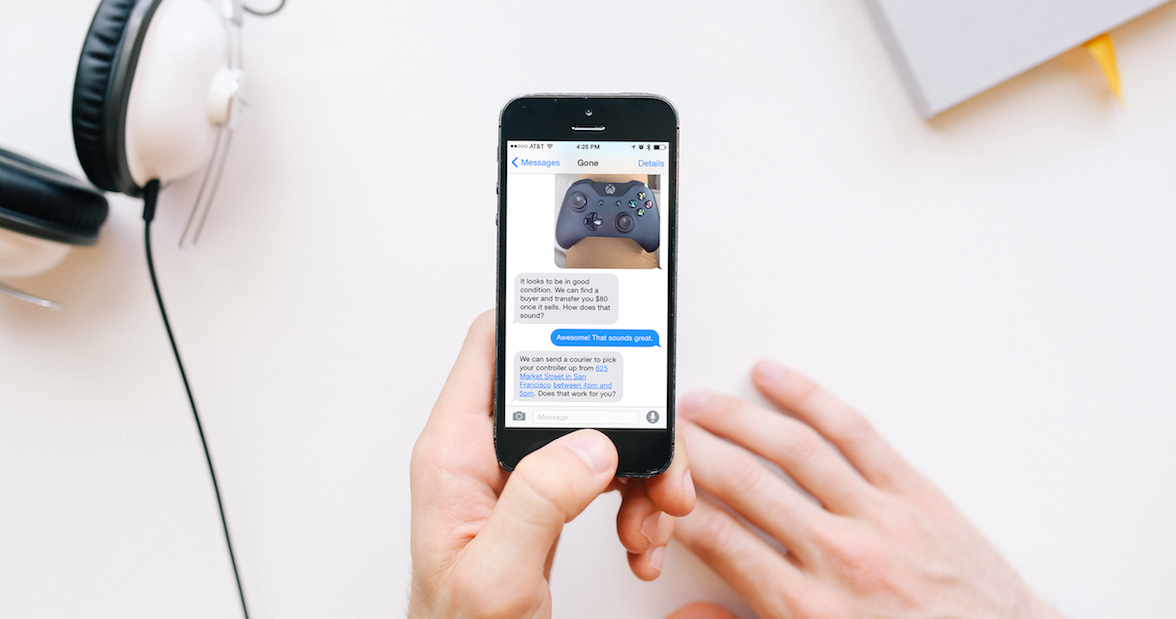 AT&T 4:25 PM
Messages Gone Details
It looks to be in good
condition. We can find a
buyer and transfer you $80
once it sells. How does that
sound?
Awesome! That sounds great.
We can send a courier to pick
your controller up from 625
Market Street in San
Francisco between 4pm and
5pm. Does that work for you?
iMessage